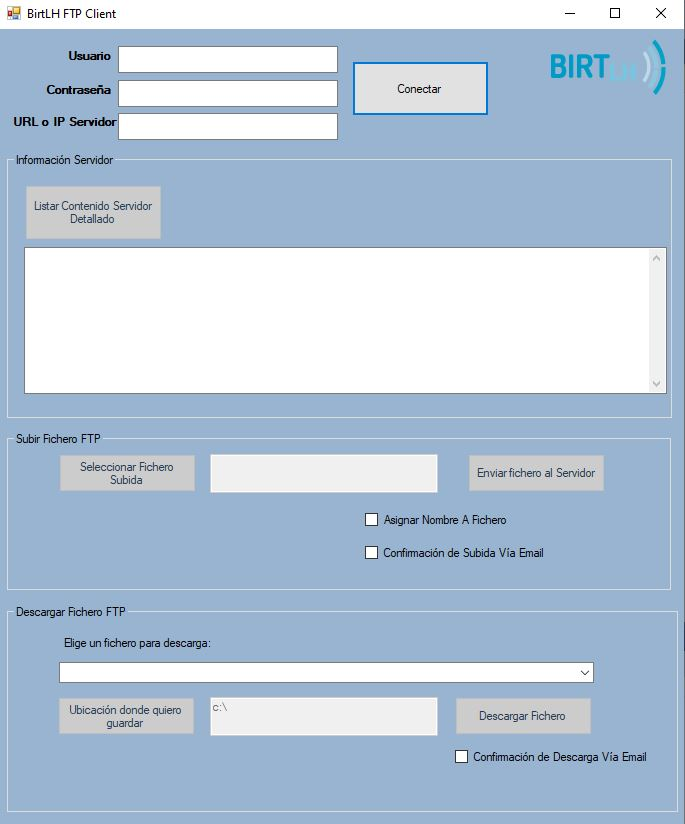 BirtLH FTP Client
Usuario
Contraseña
URL o IP Servidor
Conectar
BIRT LH
Información Servidor
Listar Contenido Servidor
Detallado
Subir Fichero FTP
Seleccionar Fichero
Subida
Enviar fichero al Servidor
Asignar Nombre A Fichero
Confirmación de Subida Vía Email
Descargar Fichero FTP
Elige un fichero para descarga:
Ubicación donde quiero
guardar
c:\
Descargar Fichero
Confirmación de Descarga Vía Email